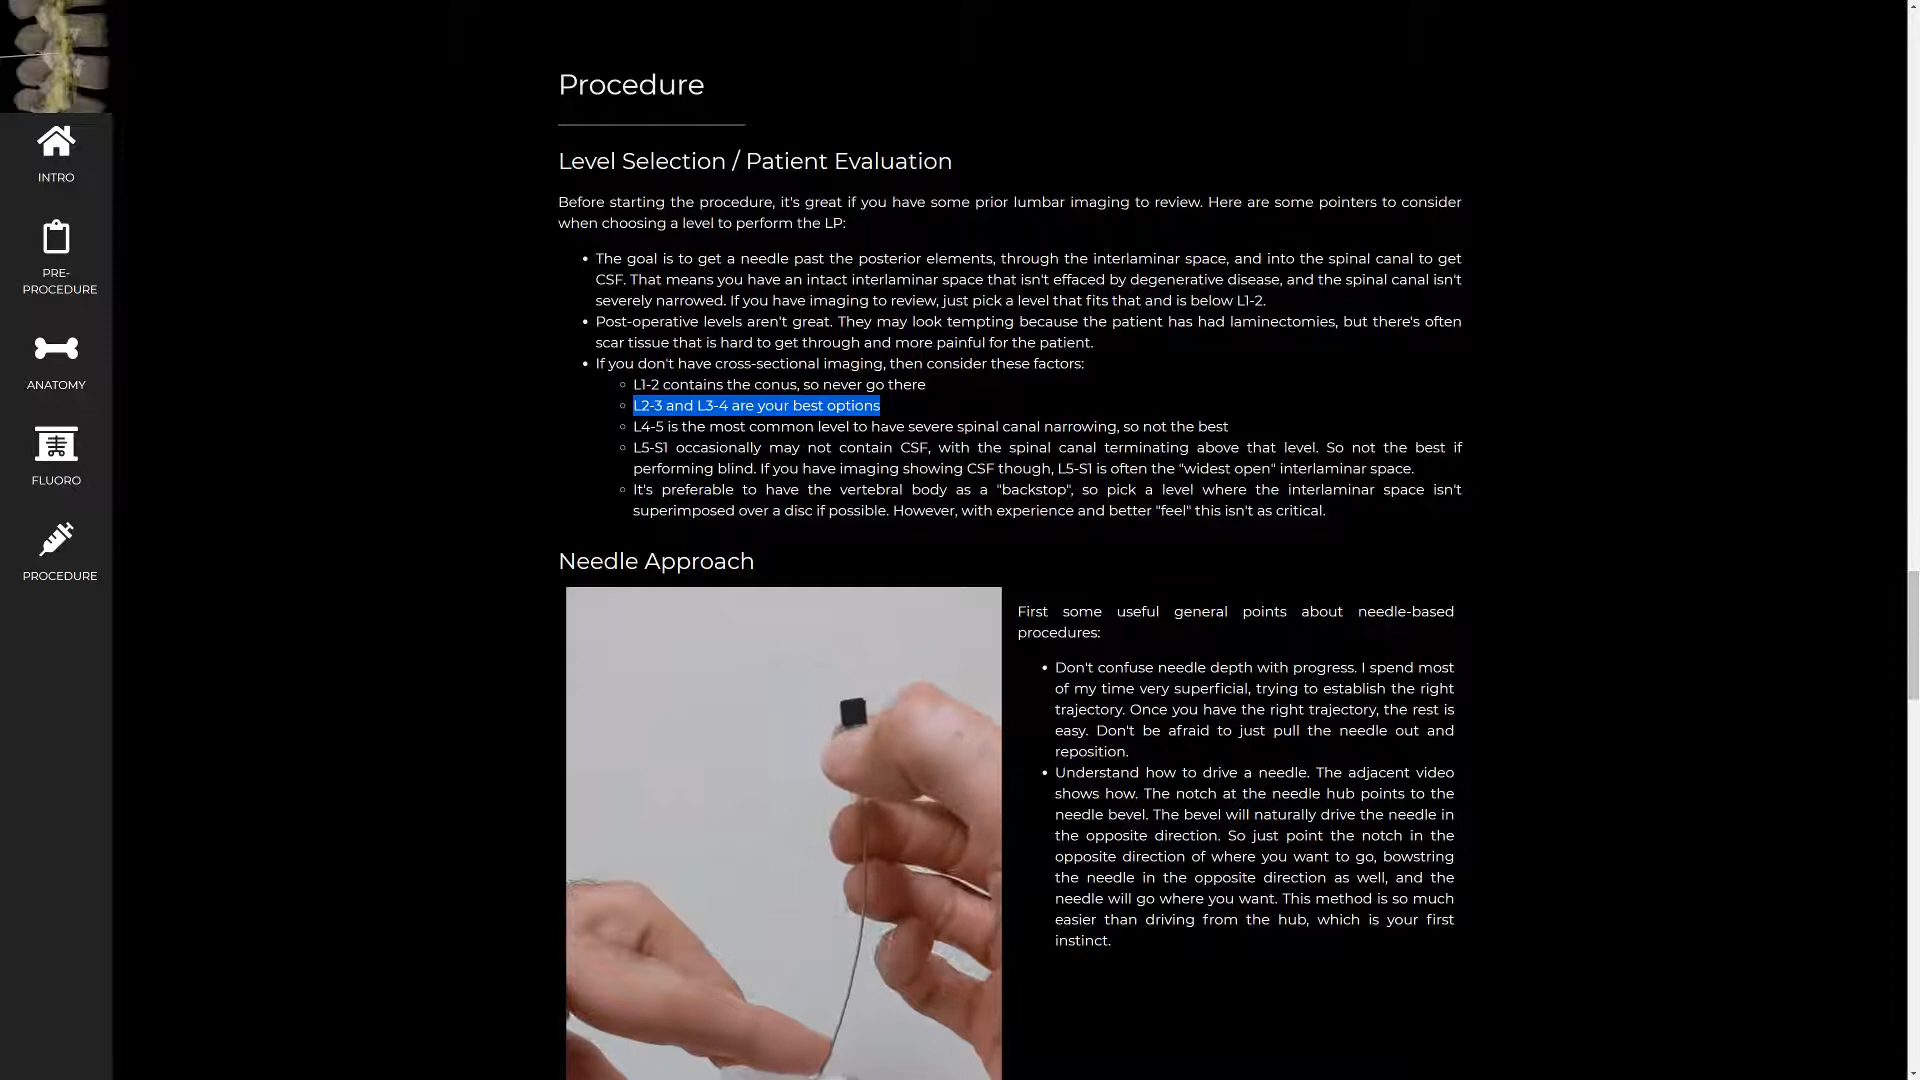 Procedure
Level Selection / Patient Evaluation
Before starting the procedure, it's great if you have some prior lumbar imaging to review. Here are some pointers to consider
when choosing a level to perform the LP:
• The goal is to get a needle past the posterior elements, through the interlaminar space, and into the spinal canal to get
CSF. That means you have an intact interlaminar space that isn't effaced by degenerative disease, and the spinal canal isn't
severely narrowed. If you have imaging to review, just pick a level that fits that and is below L1-2.
• Post-operative levels aren't great. They may look tempting because the patient has had laminectomies, but there's often
scar tissue that is hard to get through and more painful for the patient.
• If you don't have cross-sectional imaging, then consider these factors:
◦ L1-2 contains the conus, so never go there
◦ L2-3 and L3-4 are your best options
◦ L4-5 is the most common level to have severe spinal canal narrowing, so not the best
◦ L5-S1 occasionally may not contain CSF, with the spinal canal terminating above that level. So not the best if
performing blind. If you have imaging showing CSF though, L5-S1 is often the "widest open" interlaminar space.
◦ It's preferable to have the vertebral body as a "backstop", so pick a level where the interlaminar space isn't
superimposed over a disc if possible. However, with experience and better "feel" this isn't as critical.
Needle Approach
First some useful general points about needle-based
procedures:
• Don't confuse needle depth with progress. I spend most
of my time very superficial, trying to establish the right
trajectory. Once you have the right trajectory, the rest is
easy. Don't be afraid to just pull the needle out and
reposition.
• Understand how to drive a needle. The adjacent video
shows how. The notch at the needle hub points to the
needle bevel. The bevel will naturally drive the needle in
the opposite direction. So just point the notch in the
opposite direction of where you want to go, bowstring
the needle in the opposite direction as well, and the
needle will go where you want. This method is so much
easier than driving from the hub, which is your first
instinct.
INTRO
PRE-
PROCEDURE
ANATOMY
FLUORO
PROCEDURE